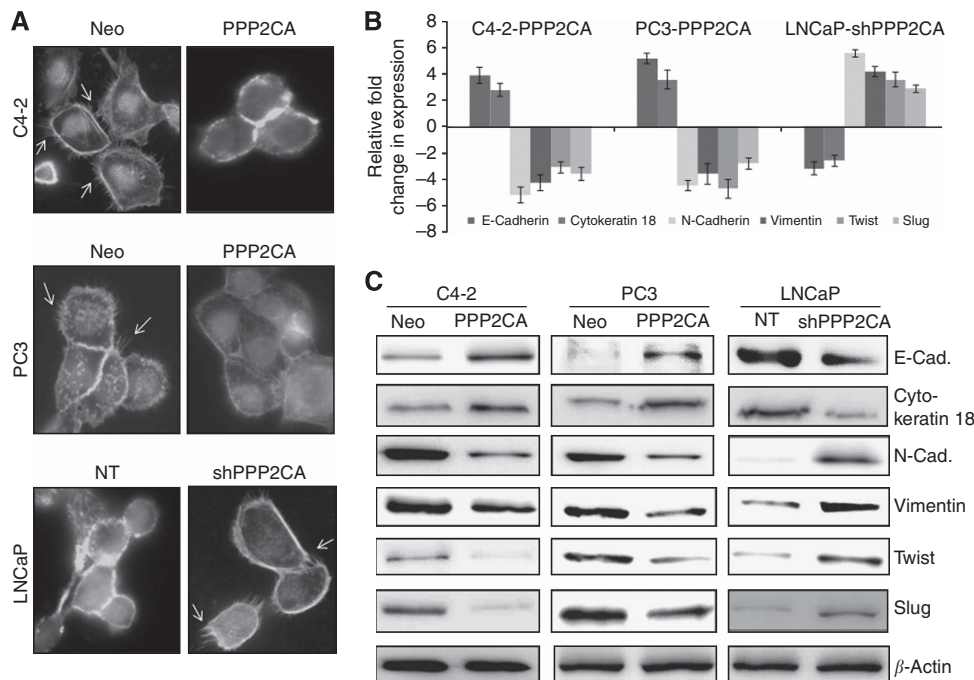 A
Neo PPP2CA
C4-2
Neo PPP2CA
PC3
NT shPPP2CA
LNCaP
B
C4-2-PPP2CA PC3-PPP2CA LNCaP-shPPP2CA
Relative fold
change in expression
8
6
4
2
0
−2
−4
−6
−8
E-Cadherin Cytokeratin 18 N-Cadherin Vimentin Twist Slug
C
C4-2 PC3 LNCaP
Neo PPP2CA Neo PPP2CA NT shPPP2CA
E-Cad.
Cyto-
keratin 18
N-Cad.
Vimentin
Twist
Slug
β-Actin